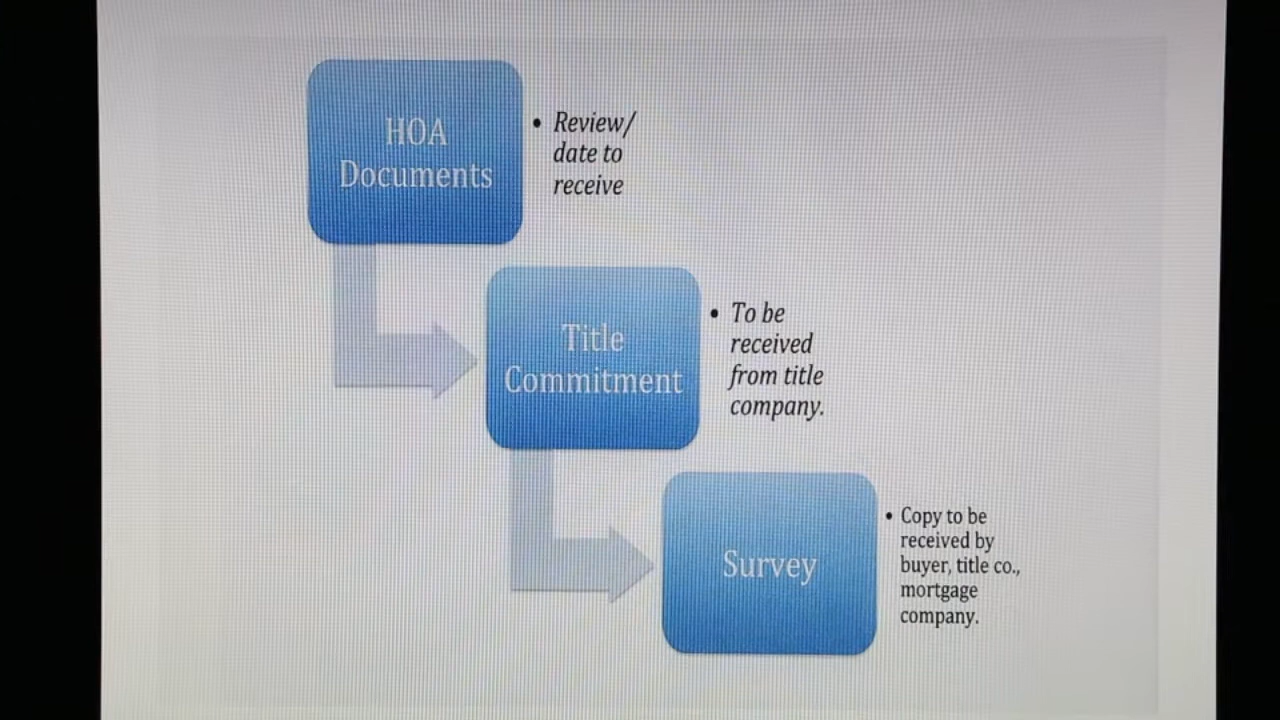 HOA
Documents
• Review/
date to
receive
Title
Commitment
• To be
received
from title
company.
Survey
• Copy to be
received by
buyer, title co.,
mortgage
company.